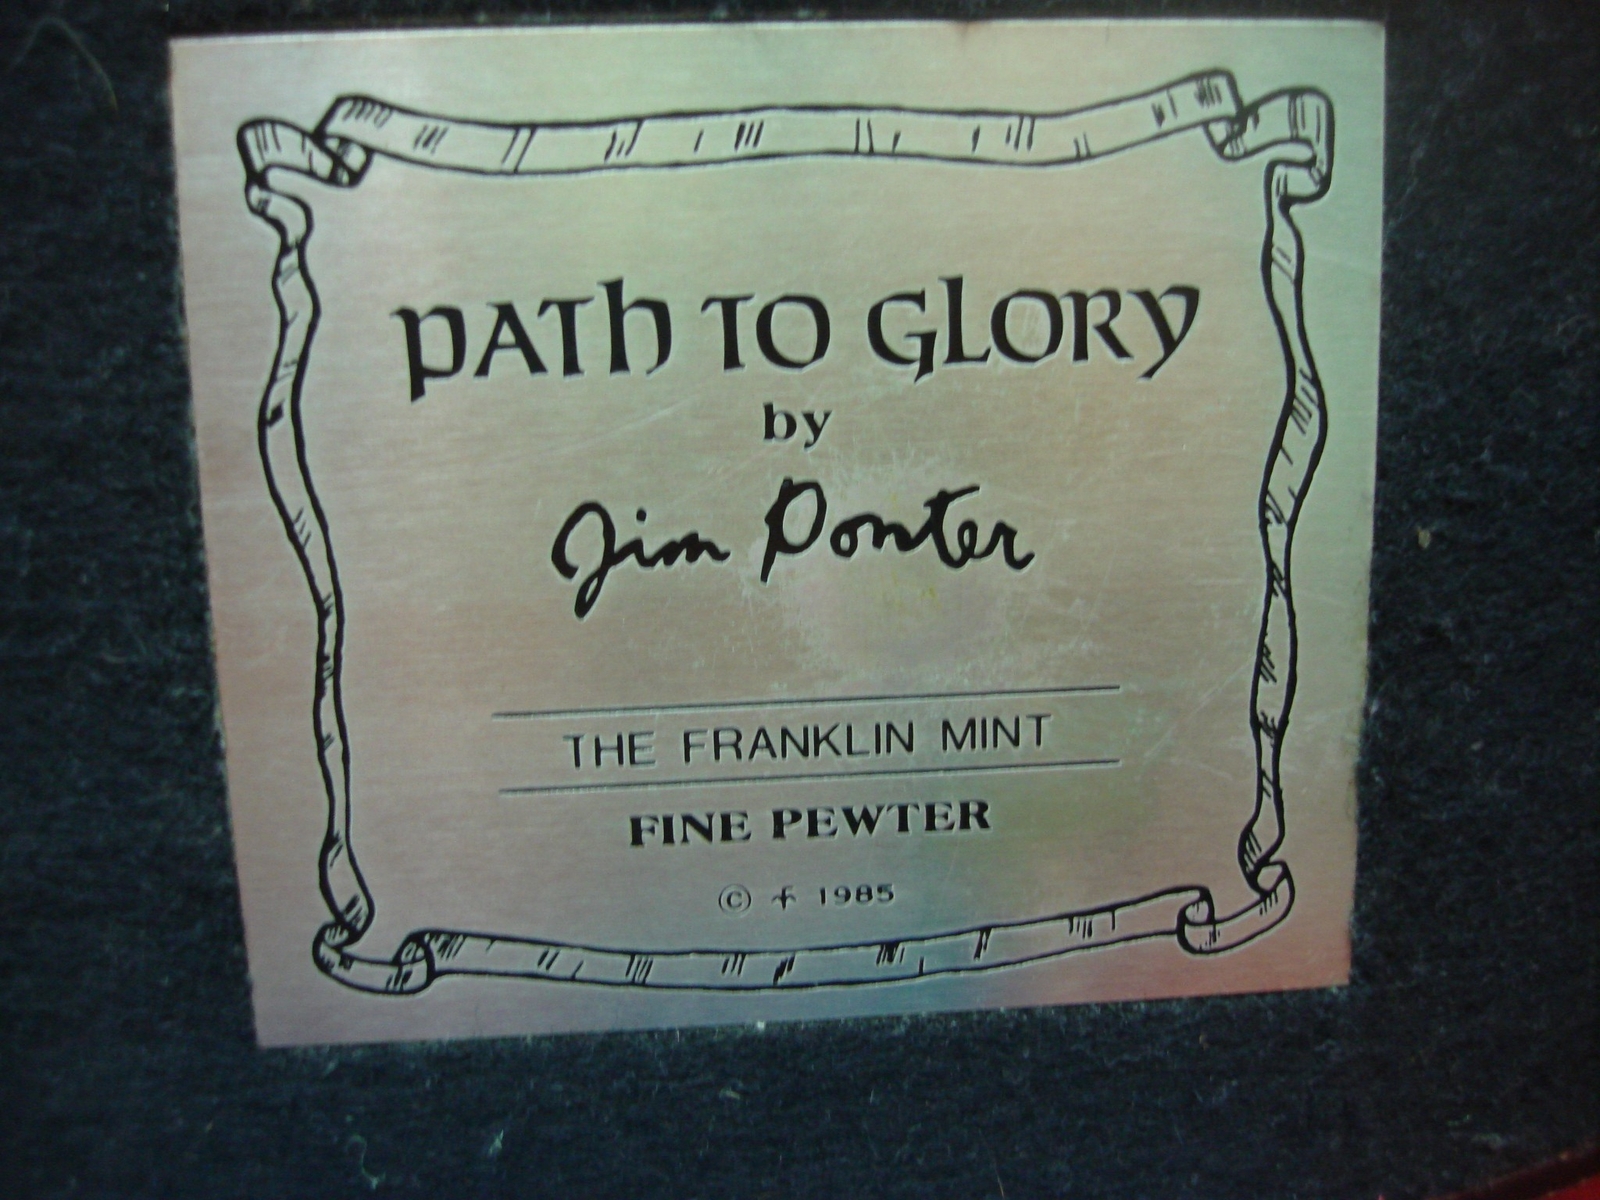 PATH TO GLORY
by
Jim Ponter
THE FRANKLIN MINT
FINE PEWTER
© 1985